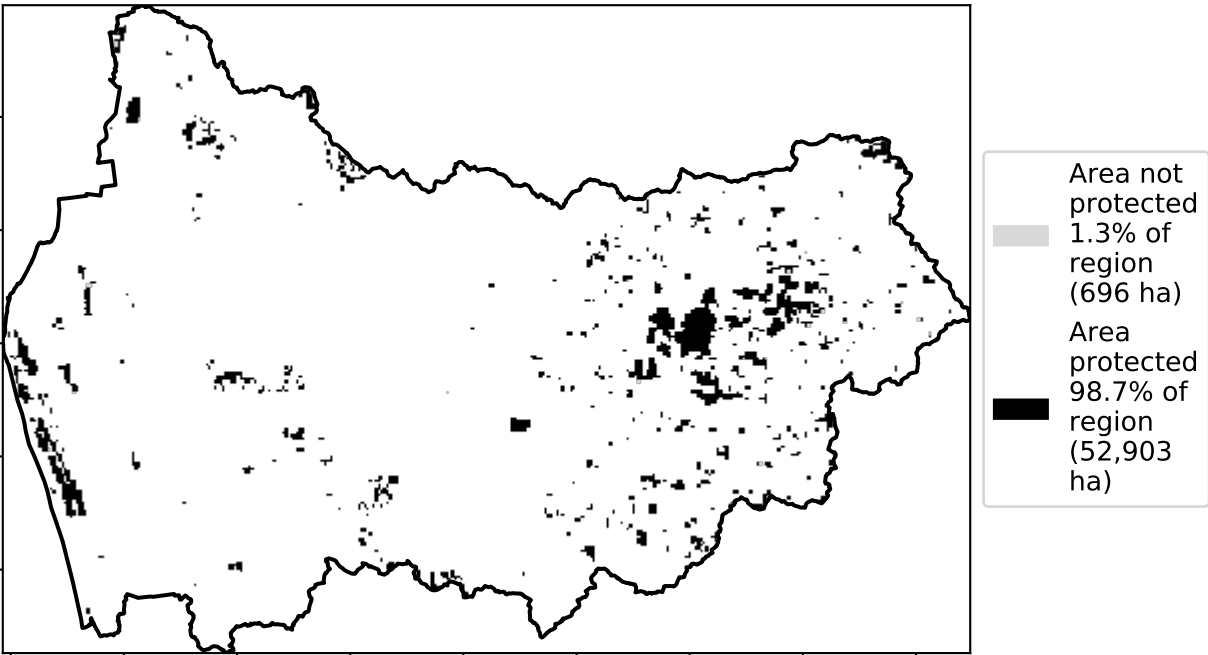 Area not
protected
1.3% of
region
(696 ha)
Area
protected
98.7% of
region
(52,903
ha)